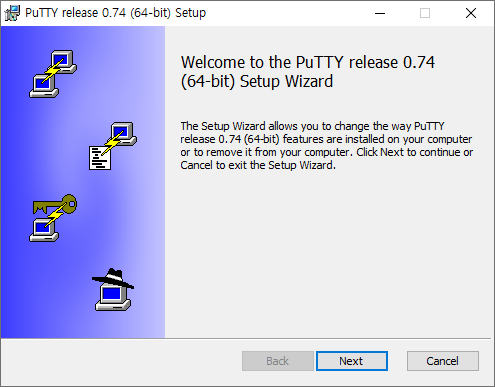 PuTTY release 0.74 (64-bit) Setup
Welcome to the PuTTY release 0.74
(64-bit) Setup Wizard
The Setup Wizard allows you to change the way PuTTY
release 0.74 (64-bit) features are installed on your computer
or to remove it from your computer. Click Next to continue or
Cancel to exit the Setup Wizard.
Back
Next
Cancel